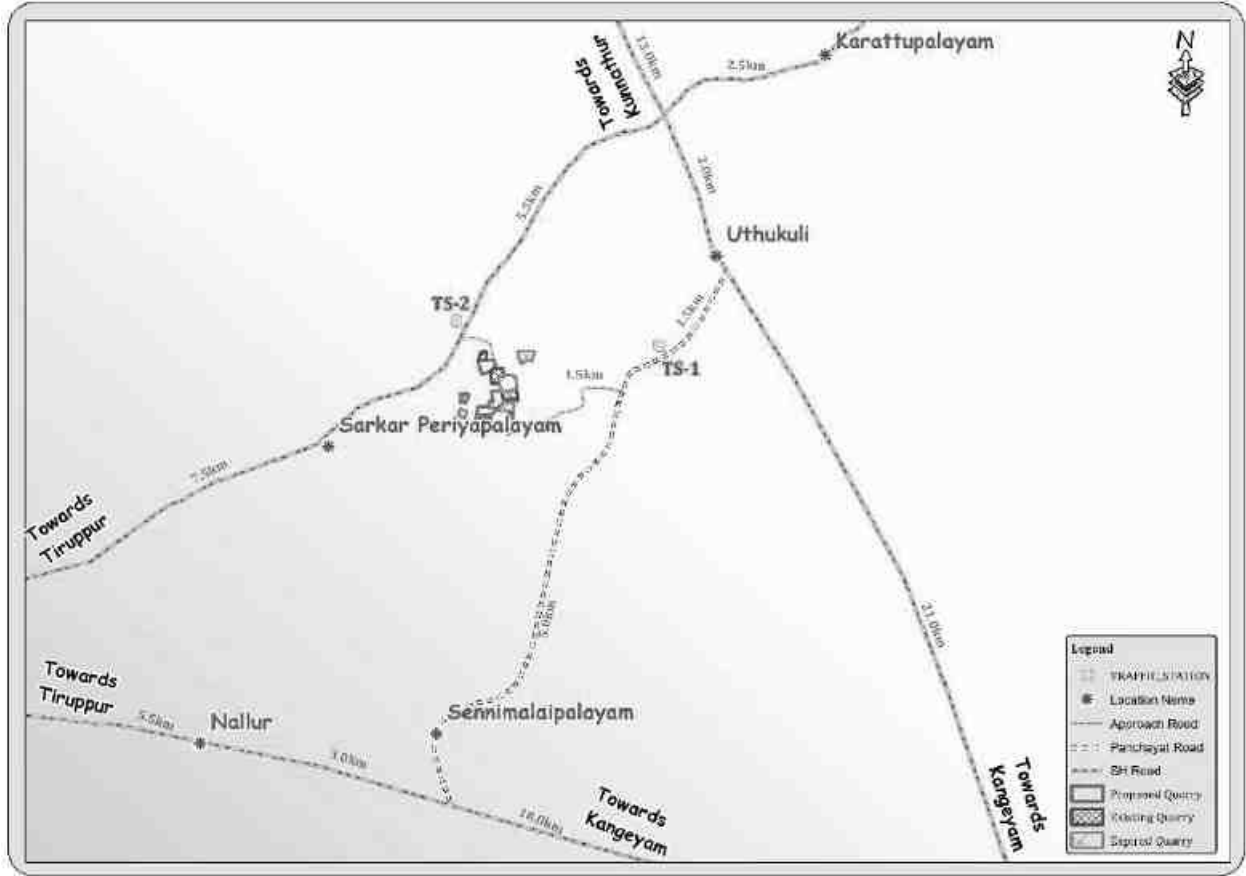 N
Karattupalayam
13.0km
2.5km
Towards
Kunnathur
2.0km
5.5km
Uthukuli
TS-2
1.5km
TS-1
1.5km
Sarkar Periyapalayam
7.5km
Towards
Tiruppur
5.0km
21.0km
Towards
Tiruppur
5.5km
Nallur
Sennimalaipalayam
3.0km
18.0km
Towards
Kangeyam
Towards
Kangeyam
Legend
TRAFFIC_STATION
Location Name
Approach Road
Panchayat Road
SH Road
Proposed Quarry
Existing Quarry
Expired Quarry